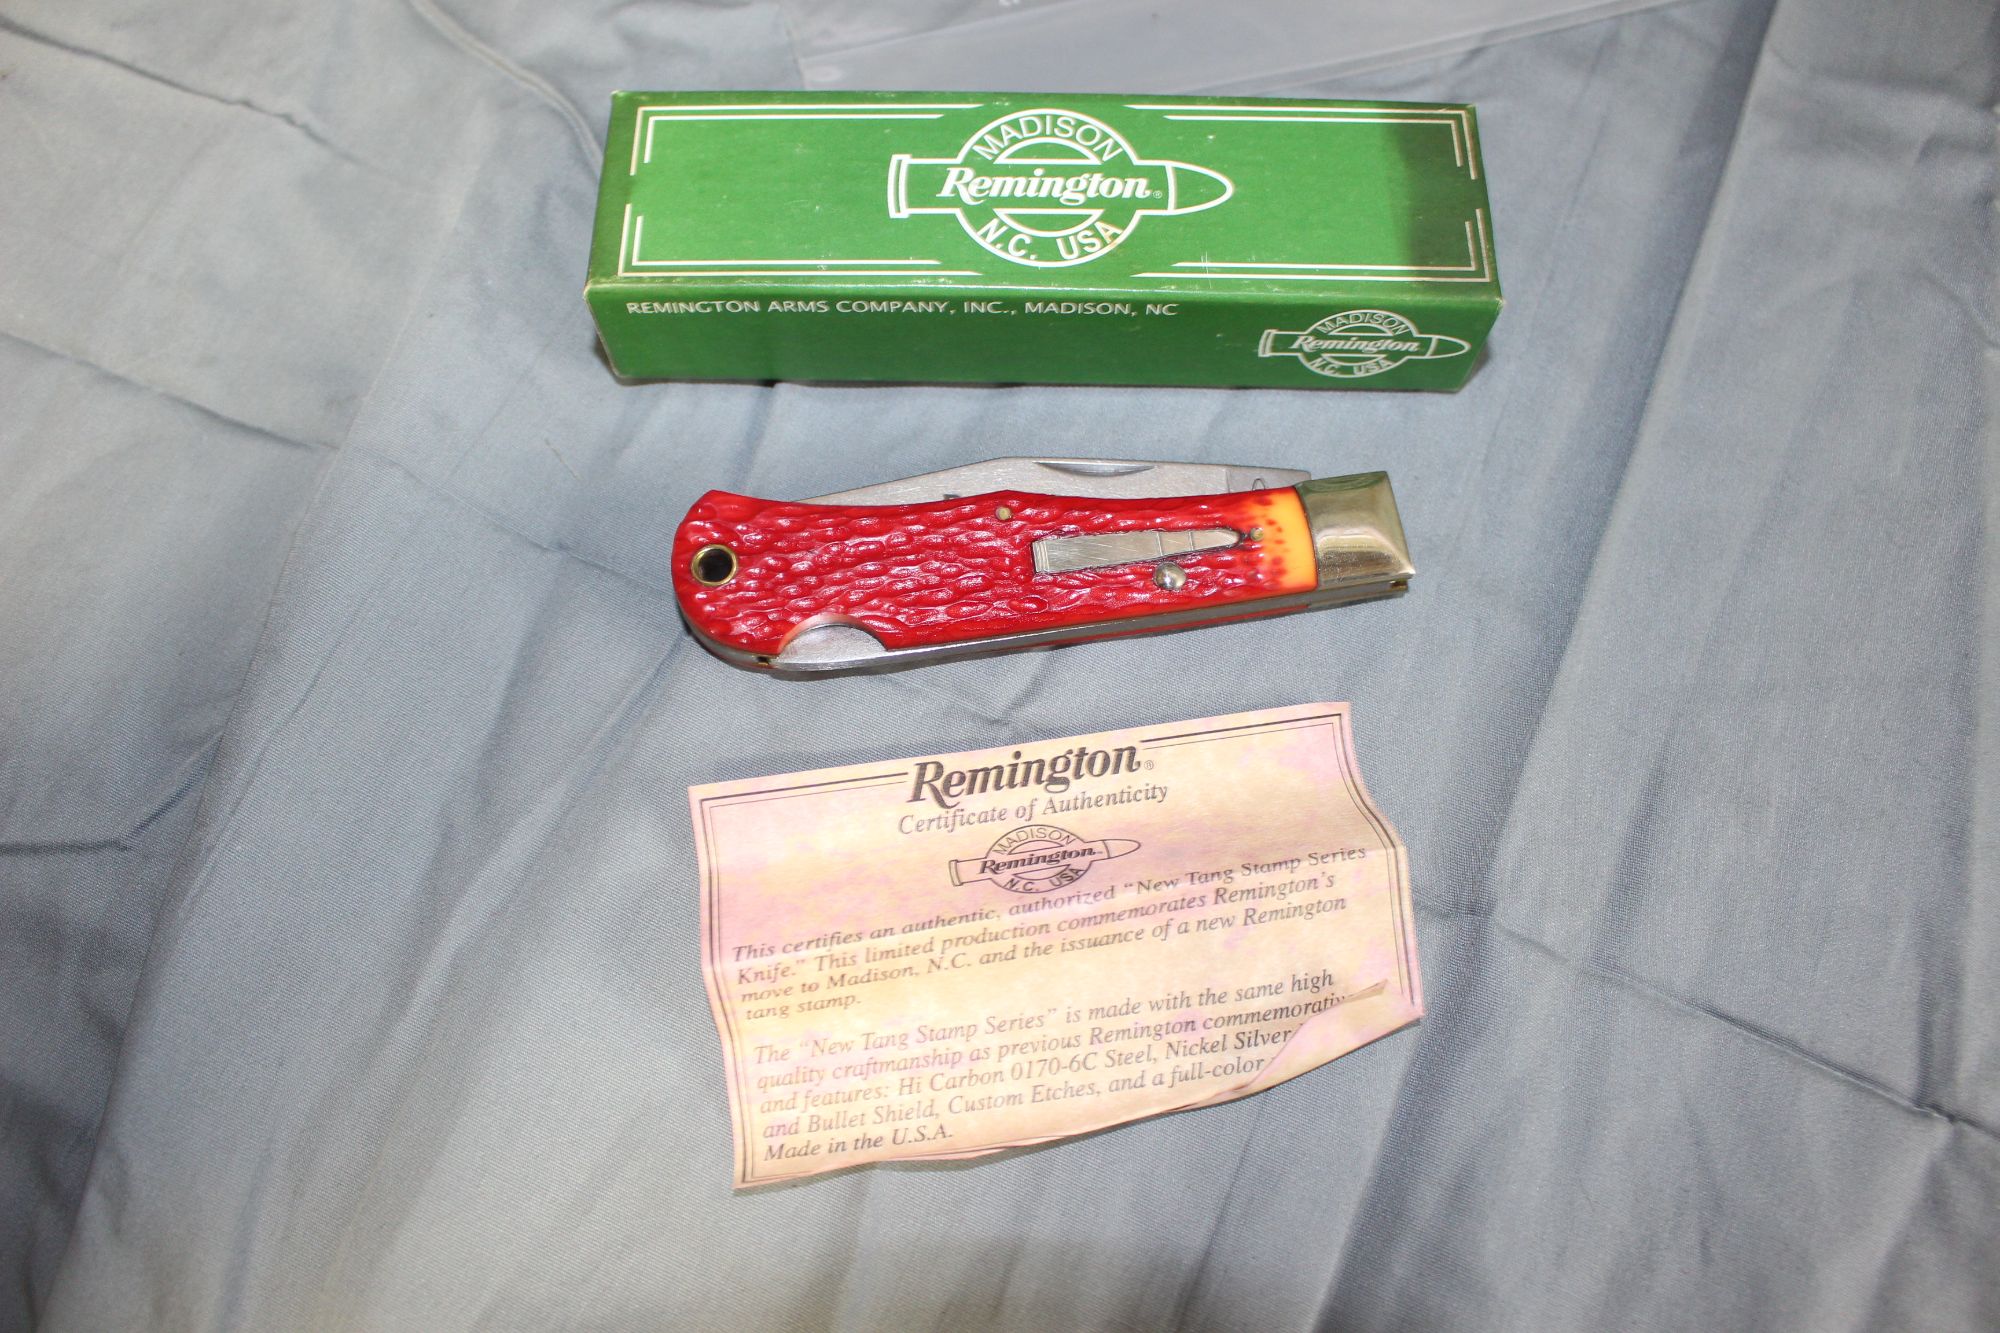 MADISON
Remington®
N.C. USA
REMINGTON ARMS COMPANY, INC., MADISON, NC
MADISON
Remington
N.C. USA
Remington®
Certificate of Authenticity
MADISON
Remington™
N.C. USA
This certifies an authentic, authorized "New Tang Stamp Series
Knife." This limited production commemorates Remington's
move to Madison, N.C. and the issuance of a new Remington
tang stamp.
The "New Tang Stamp Series" is made with the same high
quality craftmanship as previous Remington commemorative
and features: Hi Carbon 0170-6C Steel, Nickel Silver
and Bullet Shield, Custom Etches, and a full-color
Made in the U.S.A.